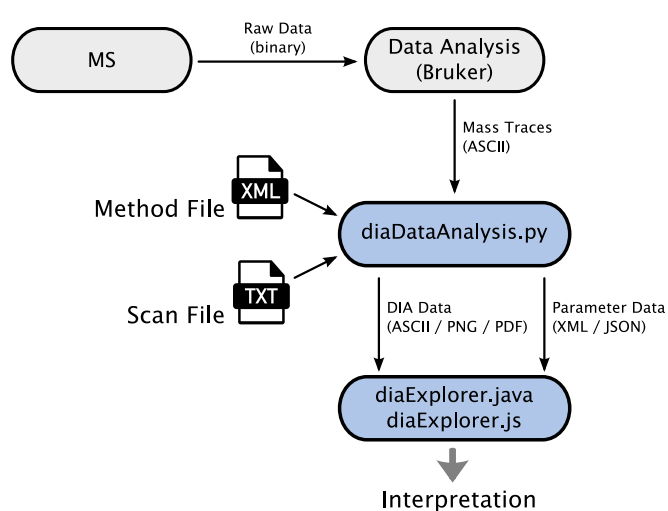 Raw Data
(binary)
MS
Data Analysis
(Bruker)
Mass Traces
(ASCII)
XML
Method File
diaDataAnalysis.py
TXT
Scan File
DIA Data
(ASCII / PNG / PDF)
Parameter Data
(XML / JSON)
diaExplorer.java
diaExplorer.js
Interpretation